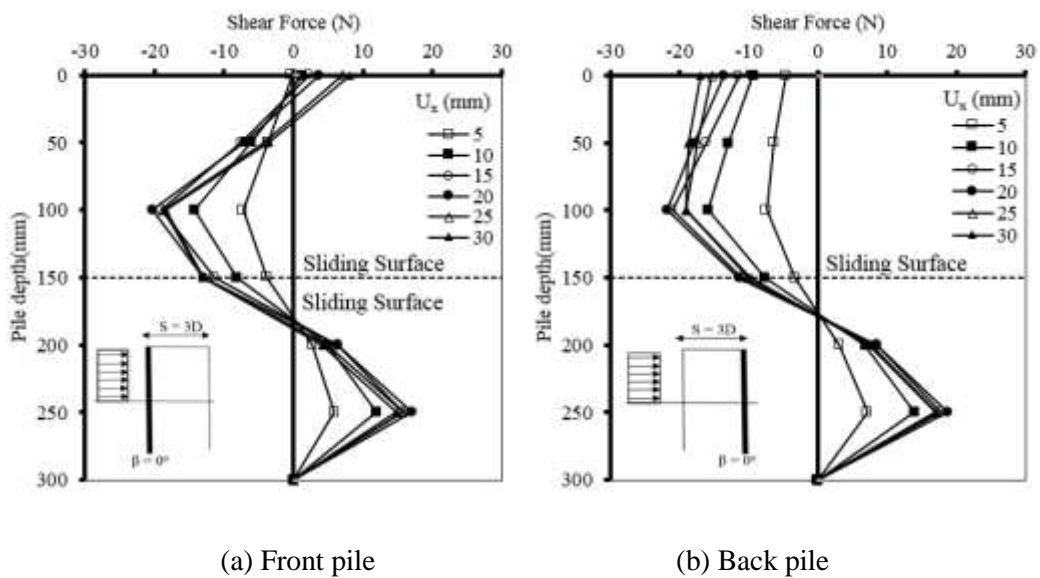 Shear Force (N)
-30 -20 -10 0 10 20 30
0
50
100
150
200
250
300
Pile depth(mm)
Uₓ (mm)
5
10
15
20
25
30
Sliding Surface
Sliding Surface
S = 3D
β = 0°
(a) Front pile
Shear Force (N)
-30 -20 -10 0 10 20 30
0
50
100
150
200
250
300
Pile depth(mm)
Uₓ (mm)
5
10
15
20
25
30
Sliding Surface
S = 3D
β = 0°
(b) Back pile